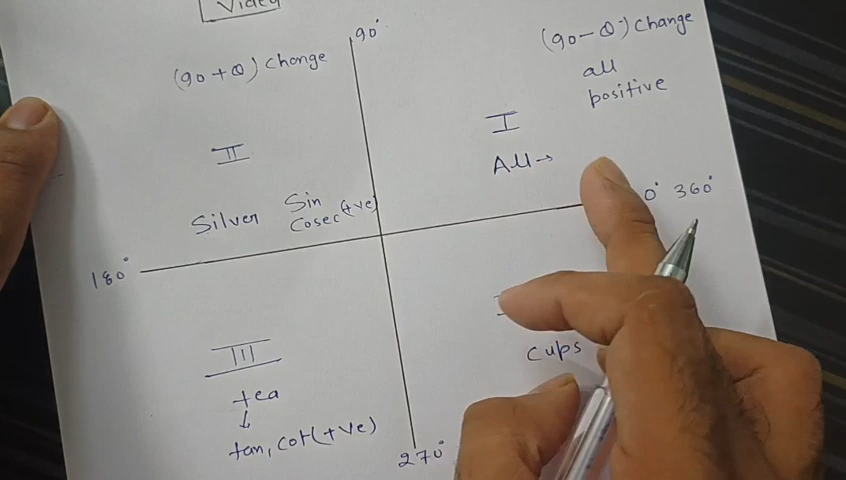 Video
90°
(90-θ) Change
all
positive
(90+θ) Change
I
All→
II
Silver Sin
Cosec (+ve)
0° 360°
180°
III
tea
↓
tan, cot (+ve)
Cups
270°